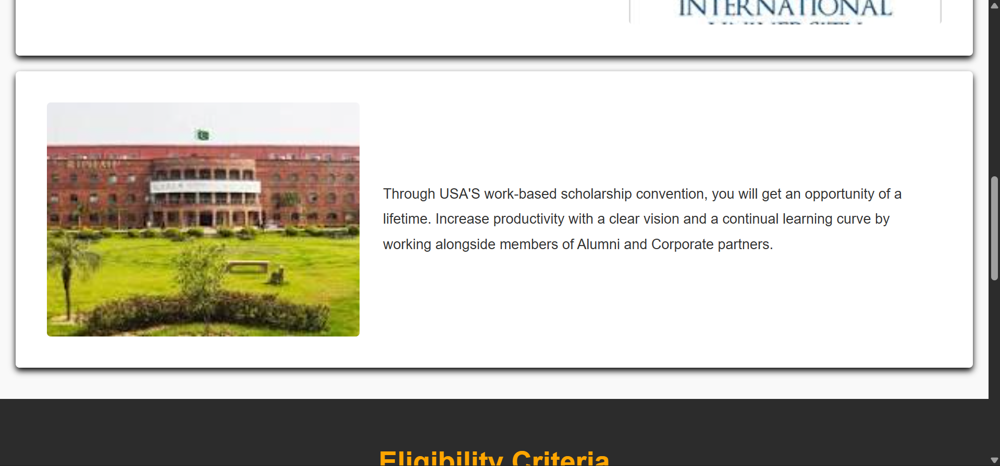 INTERNATIONAL
Through USA'S work-based scholarship convention, you will get an opportunity of a
lifetime. Increase productivity with a clear vision and a continual learning curve by
working alongside members of Alumni and Corporate partners.
Eligibility Criteria